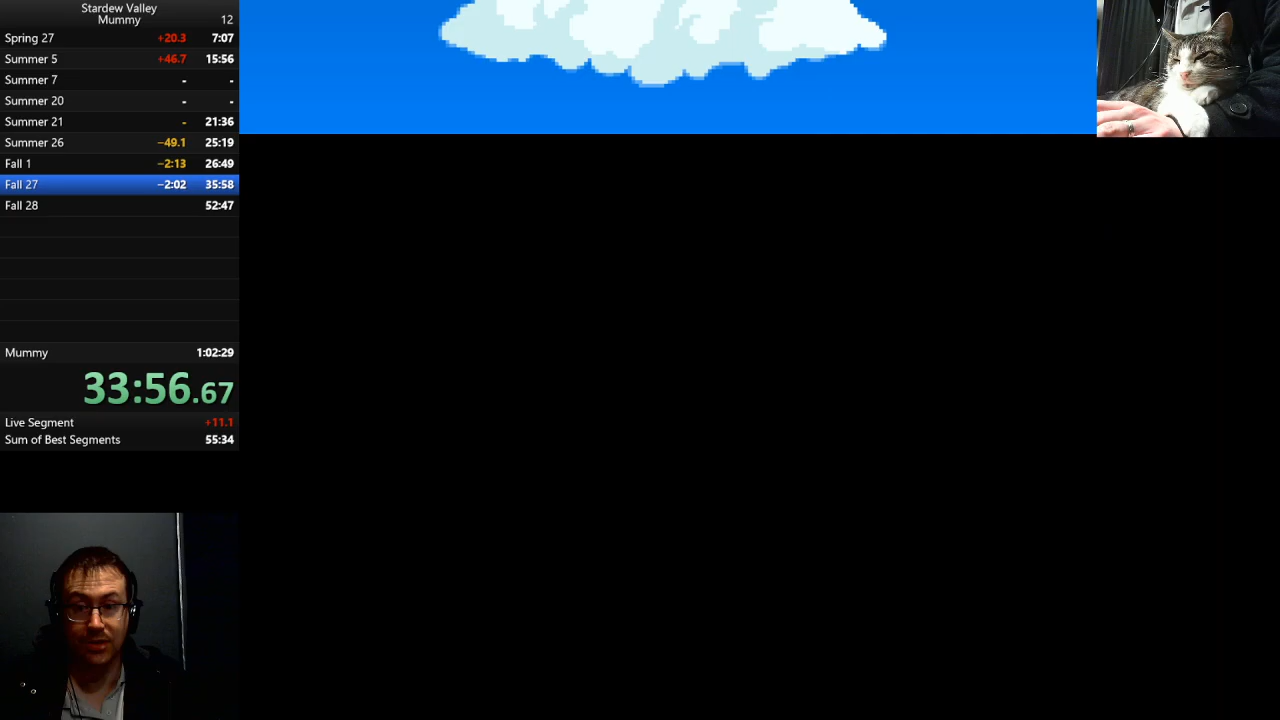 Stardew Valley
Mummy 12
Spring 27 +20.3 7:07
Summer 5 +46.7 15:56
Summer 7 - -
Summer 20 - -
Summer 21 - 21:36
Summer 26 −49.1 25:19
Fall 1 −2:13 26:49
Fall 27 −2:02 35:58
Fall 28 52:47
Mummy 1:02:29
33:56.67
Live Segment +11.1
Sum of Best Segments 55:34